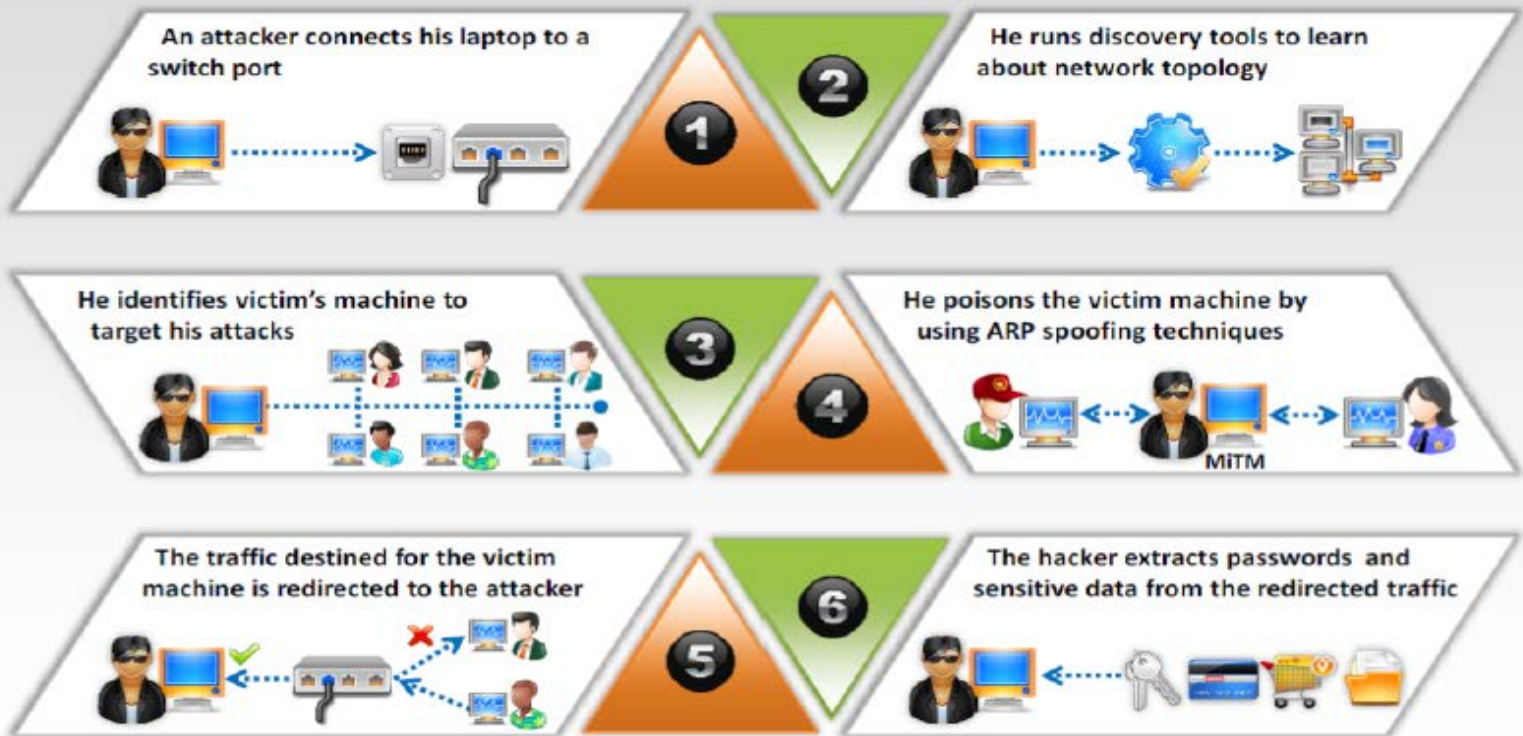 An attacker connects his laptop to a
switch port
1
2
He runs discovery tools to learn
about network topology
He identifies victim's machine to
target his attacks
3
4
He poisons the victim machine by
using ARP spoofing techniques
MiTM
The traffic destined for the victim
machine is redirected to the attacker
5
6
The hacker extracts passwords and
sensitive data from the redirected traffic